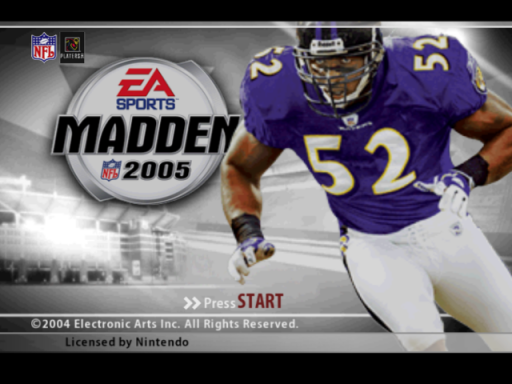 NFL
PLAYERS
EA
SPORTS
MADDEN
NFL 2005
52
52
52
Press START
©2004 Electronic Arts Inc. All Rights Reserved.
Licensed by Nintendo